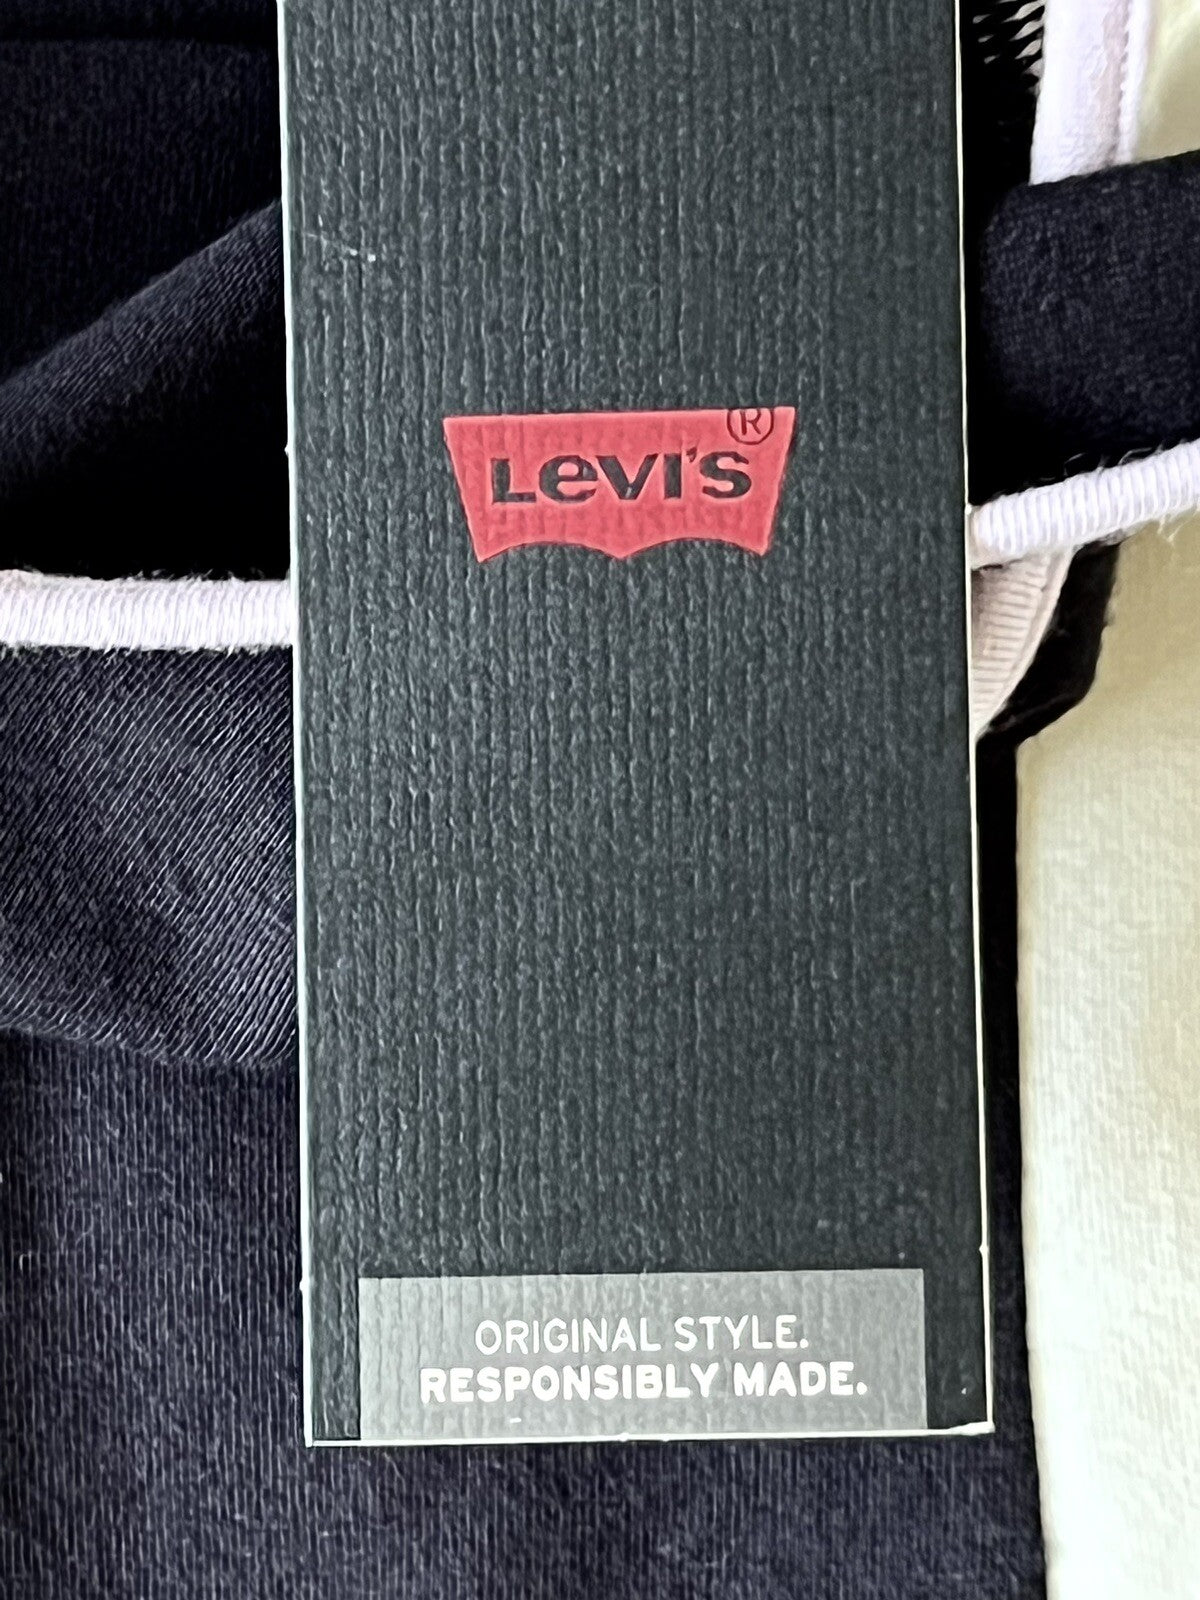 Levi's®
ORIGINAL STYLE.
RESPONSIBLY MADE.